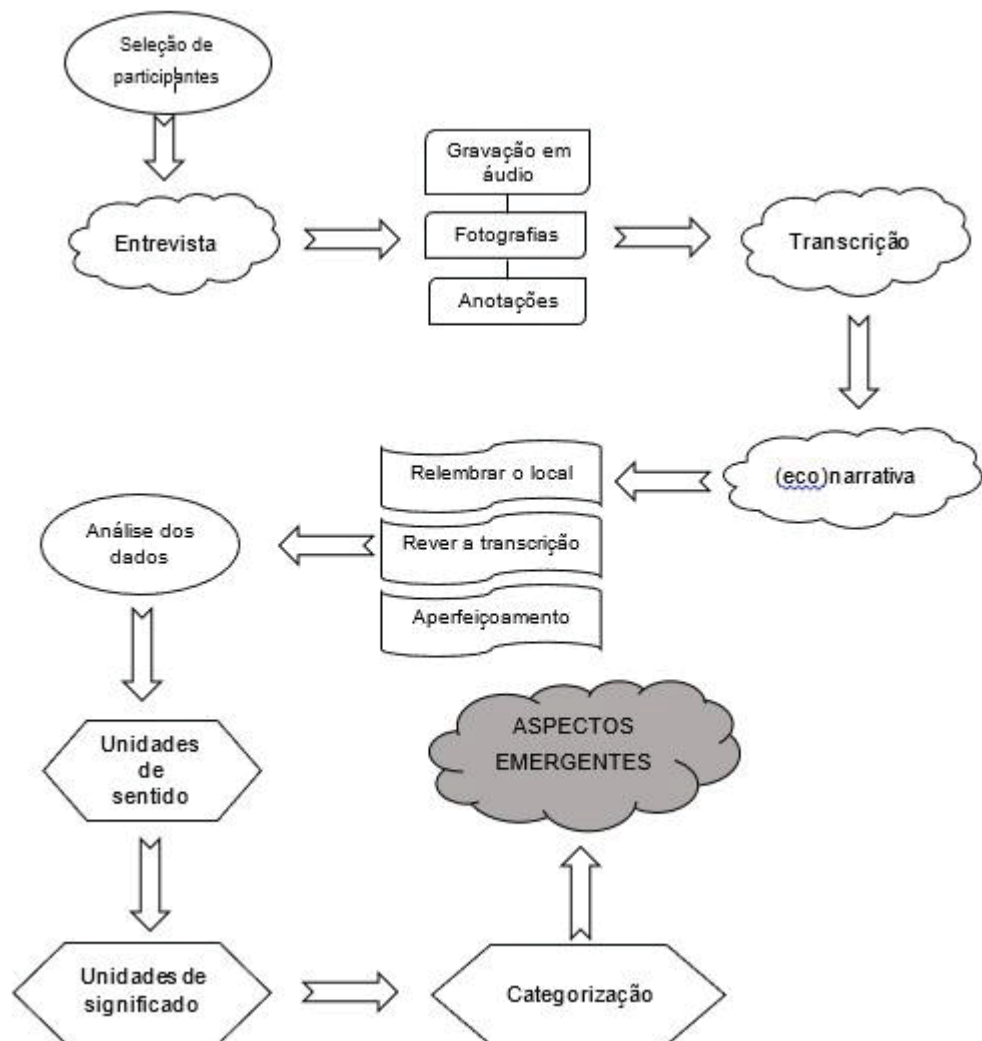 Seleção de
participantes
Entrevista
Gravação em
áudio
Fotografias
Anotações
Transcrição
(eco)narrativa
Relembrar o local
Rever a transcrição
Aperfeiçoamento
Análise dos
dados
Unidades
de
sentido
Unidades de
significado
Categorização
ASPECTOS
EMERGENTES